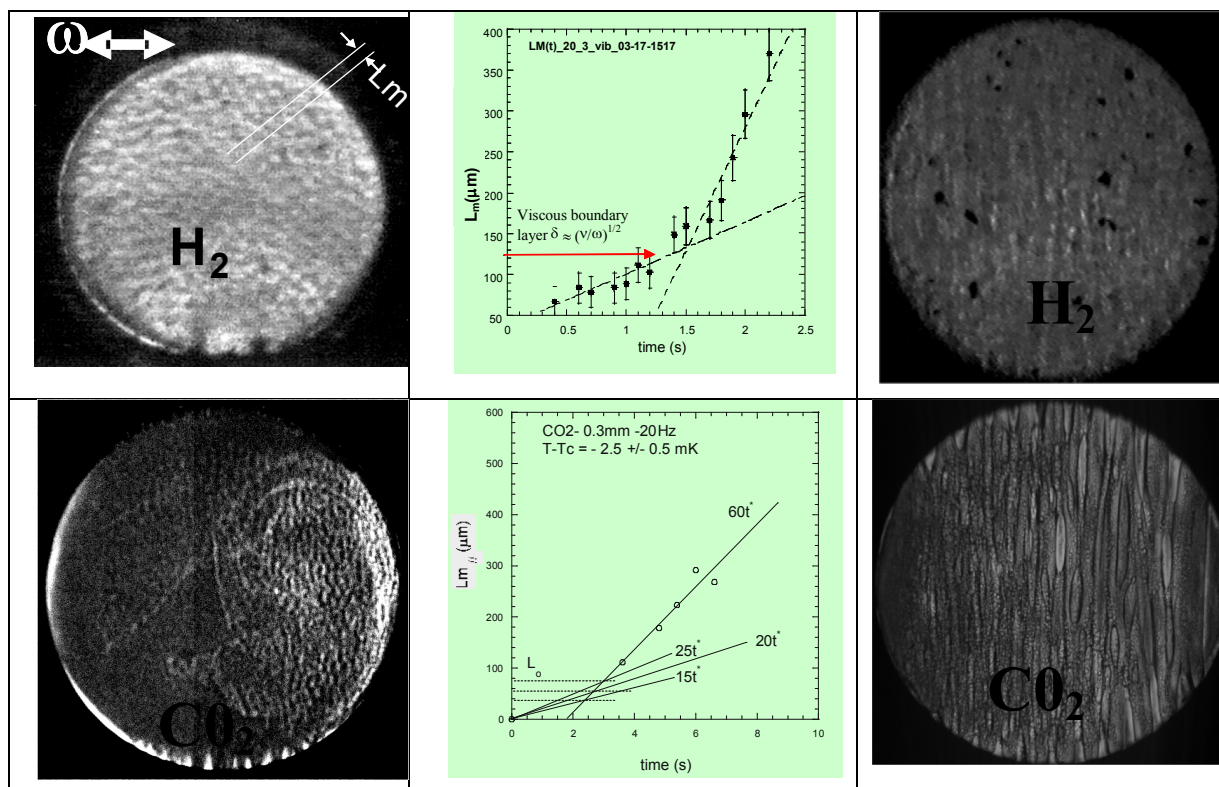 ω
Lm
H2
LM(t)_20_3_vib_03-17-1517
Lm(μm)
400
350
300
250
200
150
100
50
Viscous boundary
layer δ ≈ (ν/ω)^1/2
0 0.5 1 1.5 2 2.5
time (s)
H2
C02
CO2- 0.3mm -20Hz
T-Tc = - 2.5 +/- 0.5 mK
Lm // (μm)
600
500
400
300
200
100
0
60t*
25t*
20t*
15t*
Lo
0 2 4 6 8 10
time (s)
C02